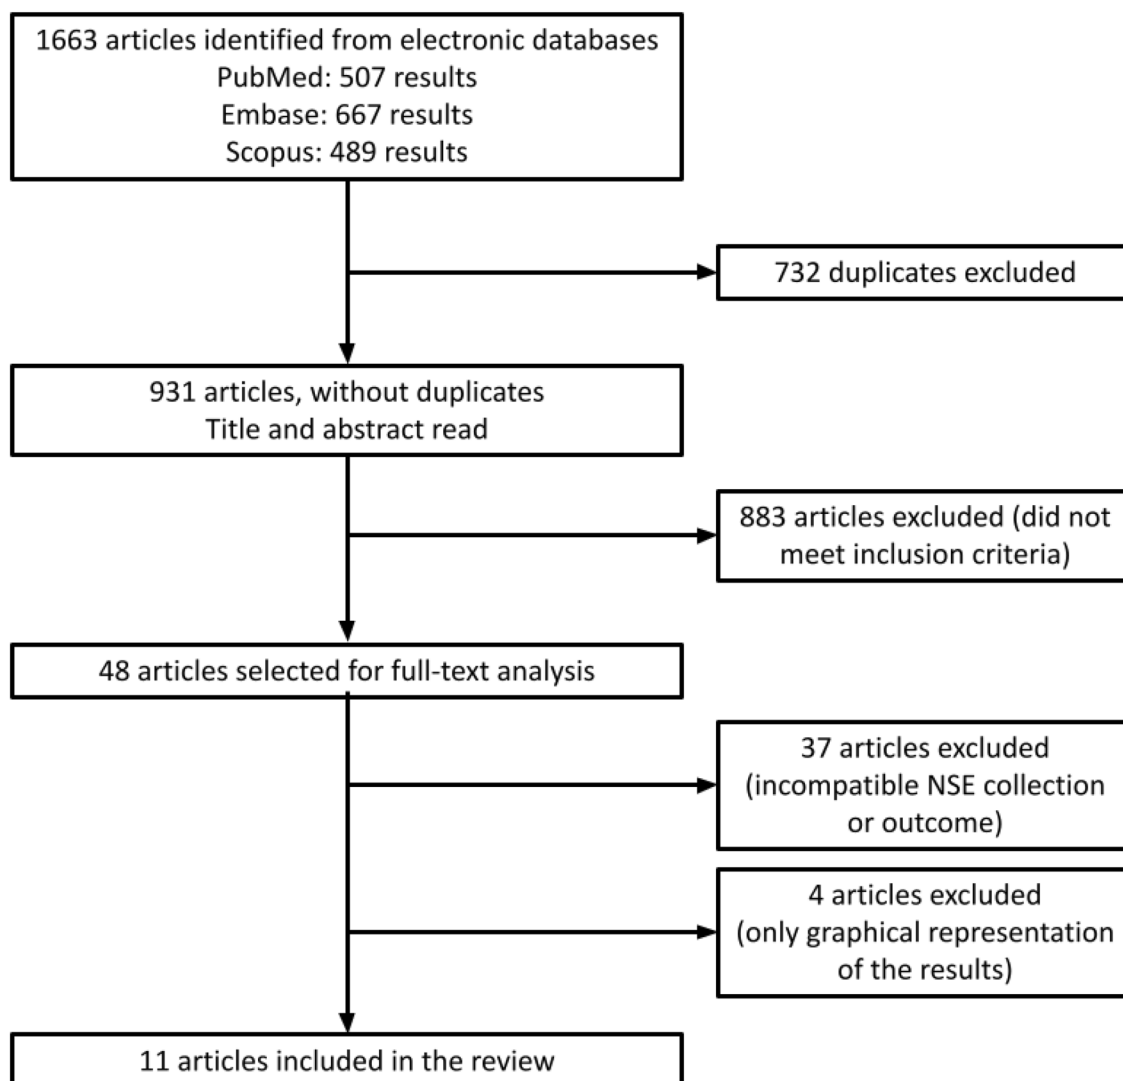 1663 articles identified from electronic databases
PubMed: 507 results
Embase: 667 results
Scopus: 489 results
732 duplicates excluded
931 articles, without duplicates
Title and abstract read
883 articles excluded (did not
meet inclusion criteria)
48 articles selected for full-text analysis
37 articles excluded
(incompatible NSE collection
or outcome)
4 articles excluded
(only graphical representation
of the results)
11 articles included in the review